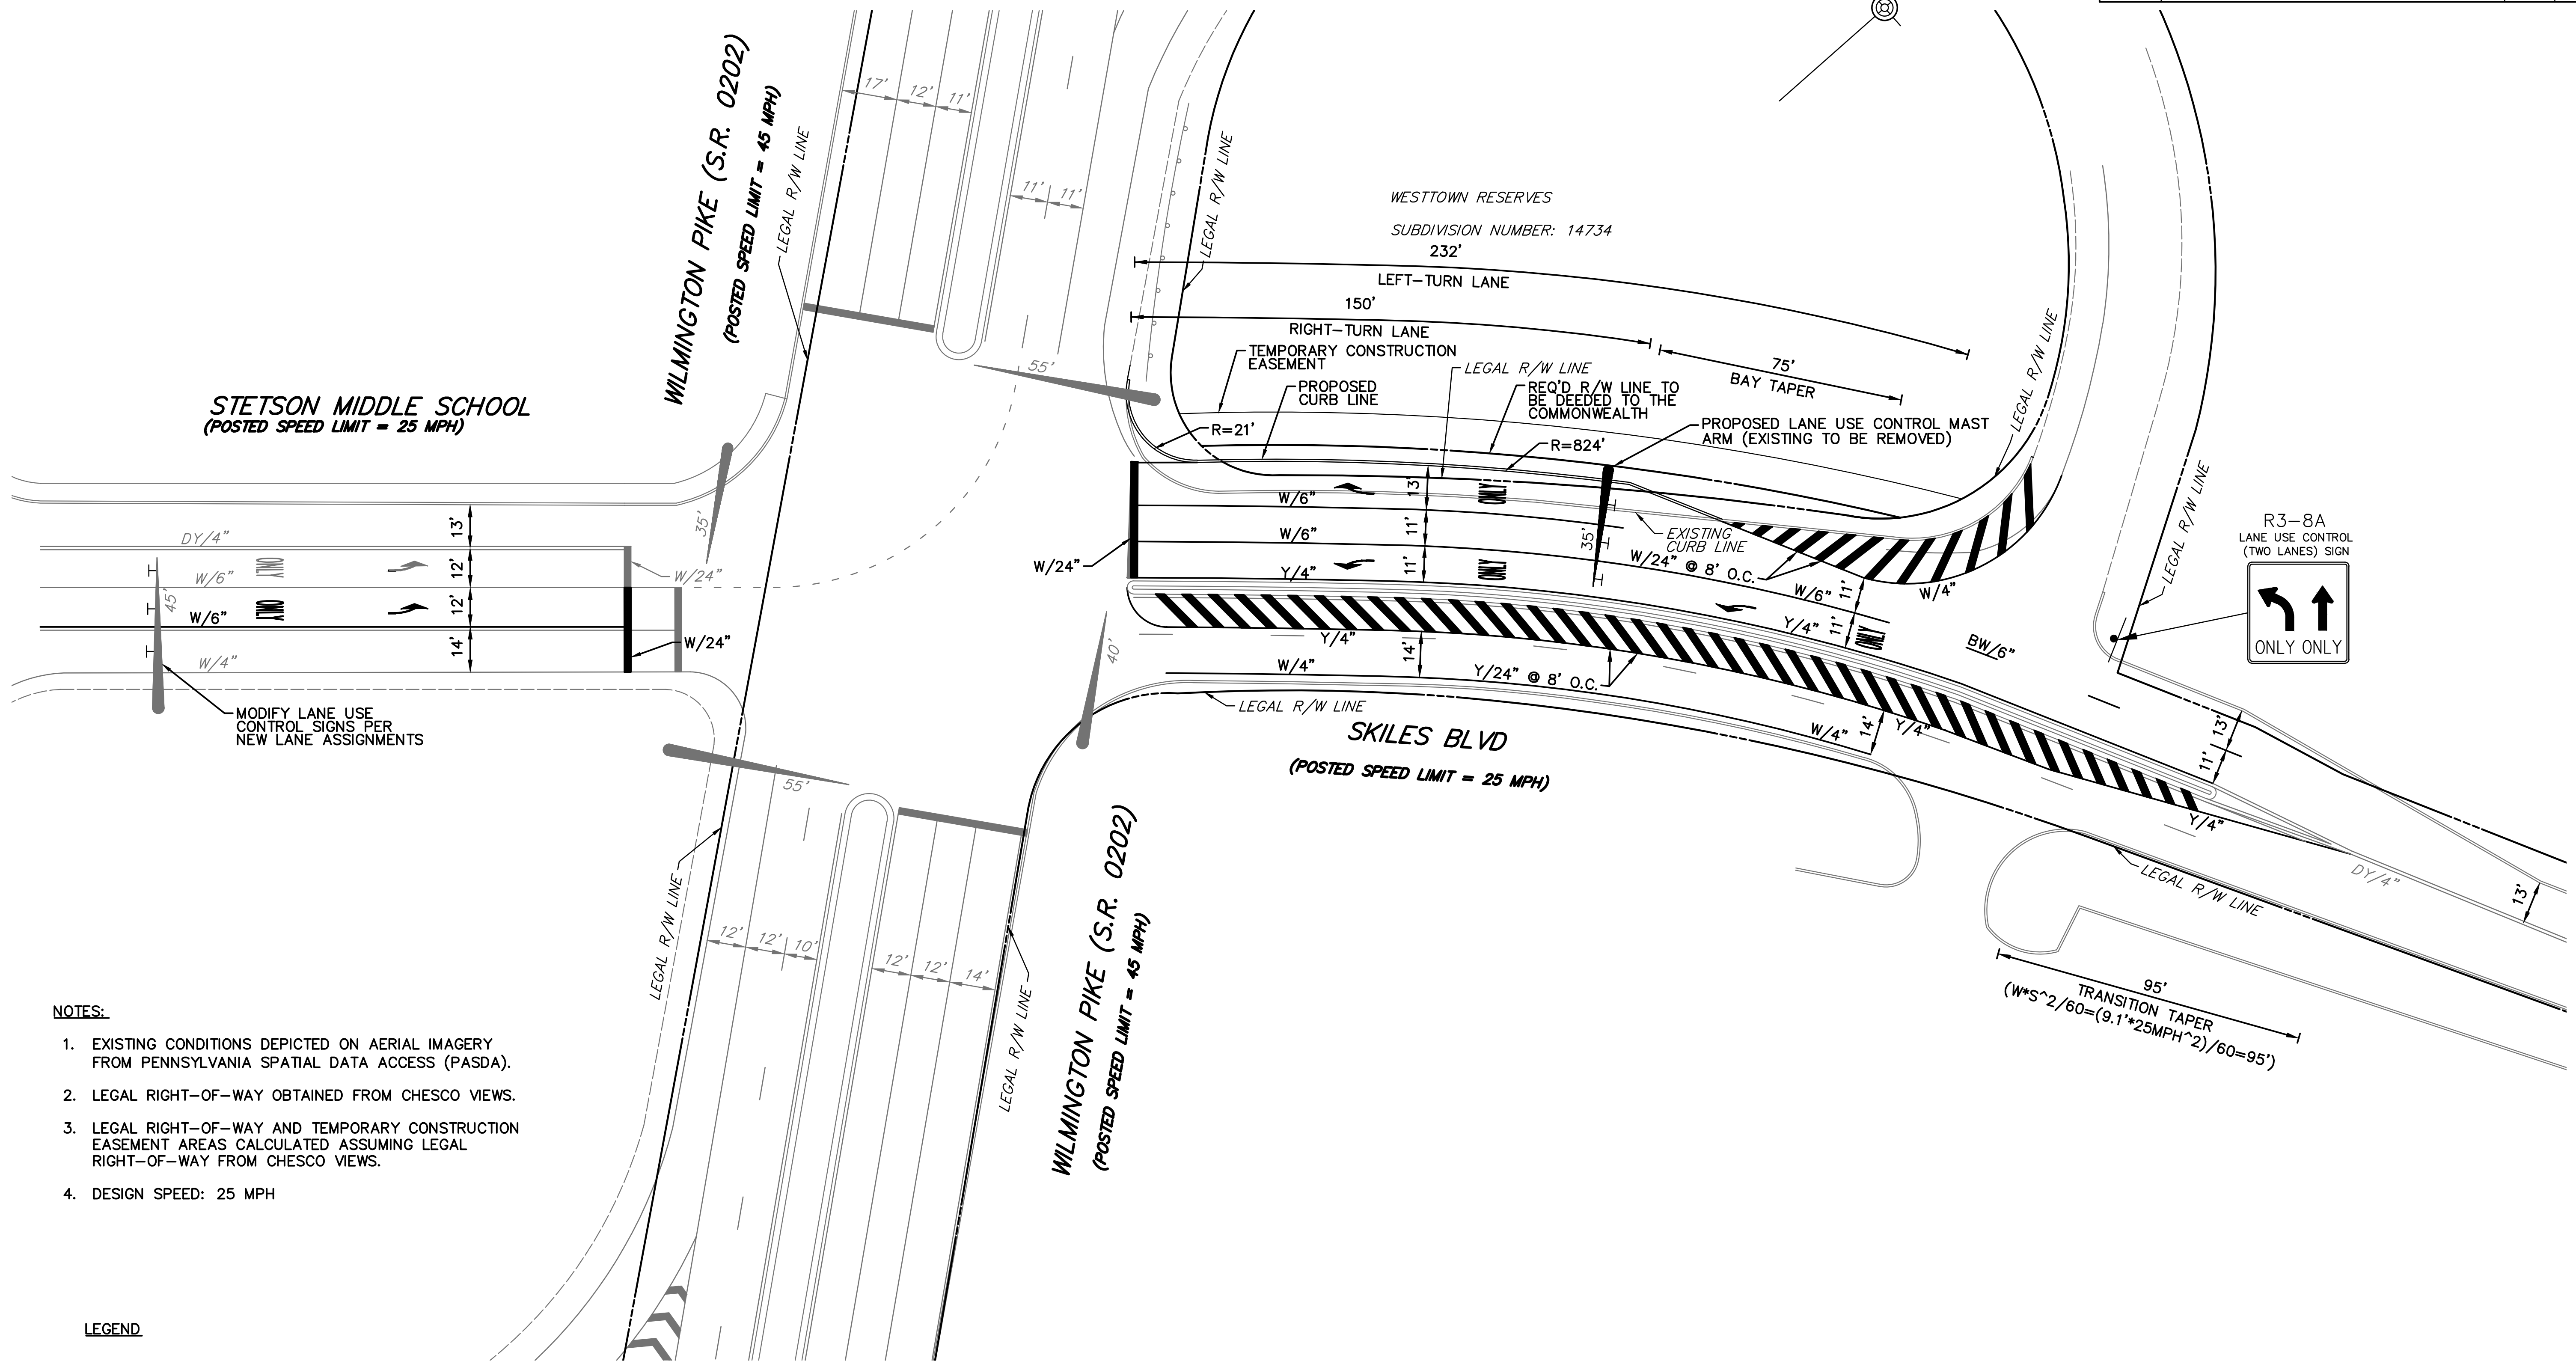 WILMINGTON PIKE (S.R. 0202)
(POSTED SPEED LIMIT = 45 MPH)
LEGAL R/W LINE
17'
12'
11'
11'
11'
55'
LEGAL R/W LINE
WESTTOWN RESERVES
SUBDIVISION NUMBER: 14734
232'
LEFT-TURN LANE
150'
RIGHT-TURN LANE
75'
BAY TAPER
TEMPORARY CONSTRUCTION
EASEMENT
PROPOSED
CURB LINE
LEGAL R/W LINE
REQ'D R/W LINE TO
BE DEEDED TO THE
COMMONWEALTH
PROPOSED LANE USE CONTROL MAST
ARM (EXISTING TO BE REMOVED)
R=21'
R=824'
LEGAL R/W LINE
LEGAL R/W LINE
STETSON MIDDLE SCHOOL
(POSTED SPEED LIMIT = 25 MPH)
35'
13'
DY/4"
12'
ONLY
W/6"
W/24"
45'
12'
ONLY
W/6"
14'
W/24"
W/4"
MODIFY LANE USE
CONTROL SIGNS PER
NEW LANE ASSIGNMENTS
W/24"
W/6"
13'
ONLY
W/6"
11'
35'
EXISTING
CURB LINE
Y/4"
11'
ONLY
W/24" @ 8' O.C.
W/6"
11'
W/4"
Y/4"
11'
ONLY
BW/6"
R3-8A
LANE USE CONTROL
(TWO LANES) SIGN
ONLY ONLY
40'
Y/4"
14'
W/4"
Y/24" @ 8' O.C.
LEGAL R/W LINE
SKILES BLVD
(POSTED SPEED LIMIT = 25 MPH)
W/4"
14'
Y/4"
13'
11'
Y/4"
DY/4"
13'
LEGAL R/W LINE
95'
TRANSITION TAPER
(W*S^2/60=(9.1'*25MPH^2)/60=95')
55'
LEGAL R/W LINE
12'
12'
10'
12'
12'
14'
LEGAL R/W LINE
WILMINGTON PIKE (S.R. 0202)
(POSTED SPEED LIMIT = 45 MPH)
NOTES:
1. EXISTING CONDITIONS DEPICTED ON AERIAL IMAGERY
FROM PENNSYLVANIA SPATIAL DATA ACCESS (PASDA).
2. LEGAL RIGHT-OF-WAY OBTAINED FROM CHESCO VIEWS.
3. LEGAL RIGHT-OF-WAY AND TEMPORARY CONSTRUCTION
EASEMENT AREAS CALCULATED ASSUMING LEGAL
RIGHT-OF-WAY FROM CHESCO VIEWS.
4. DESIGN SPEED: 25 MPH
LEGEND